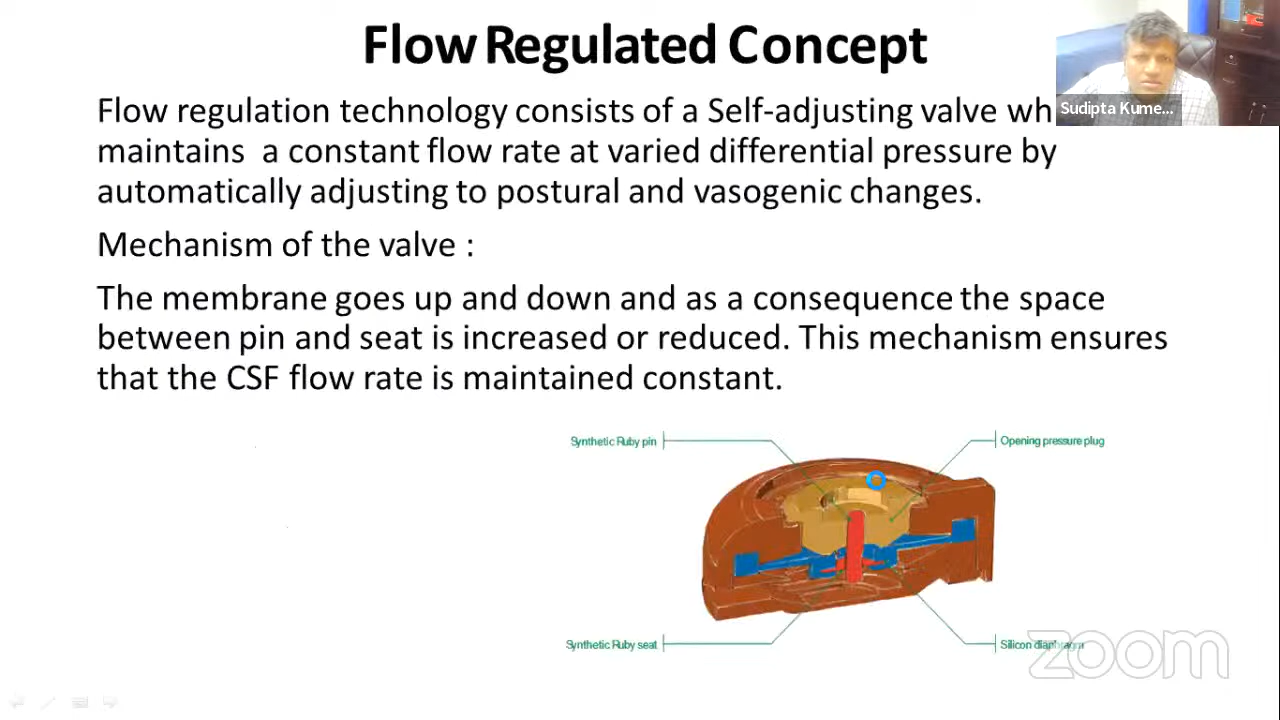 Flow Regulated Concept
Flow regulation technology consists of a Self-adjusting valve wh
maintains a constant flow rate at varied differential pressure by
automatically adjusting to postural and vasogenic changes.
Mechanism of the valve :
The membrane goes up and down and as a consequence the space
between pin and seat is increased or reduced. This mechanism ensures
that the CSF flow rate is maintained constant.
Sudipta Kume...
Synthetic Ruby pin
Opening pressure plug
Synthetic Ruby seat
Silicon diaphragm
zoom